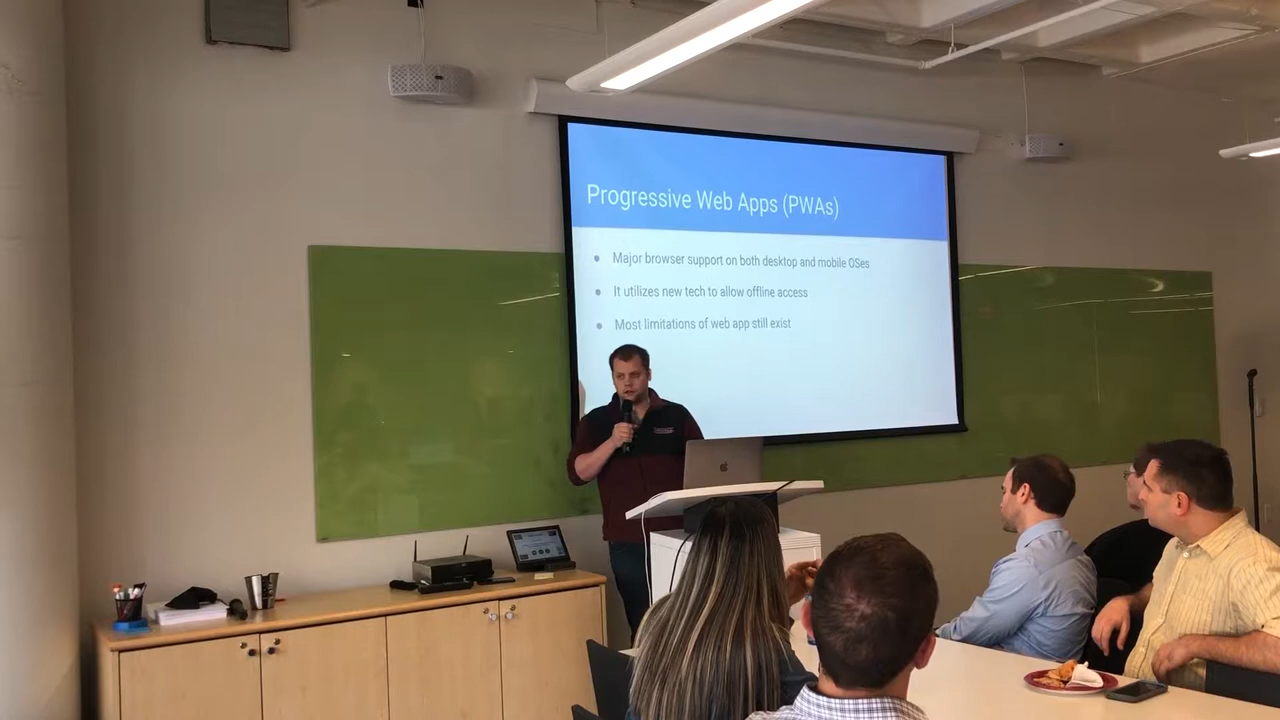 Progressive Web Apps (PWAs)
Major browser support on both desktop and mobile OSes
It utilizes new tech to allow offline access
Most limitations of web app still exist